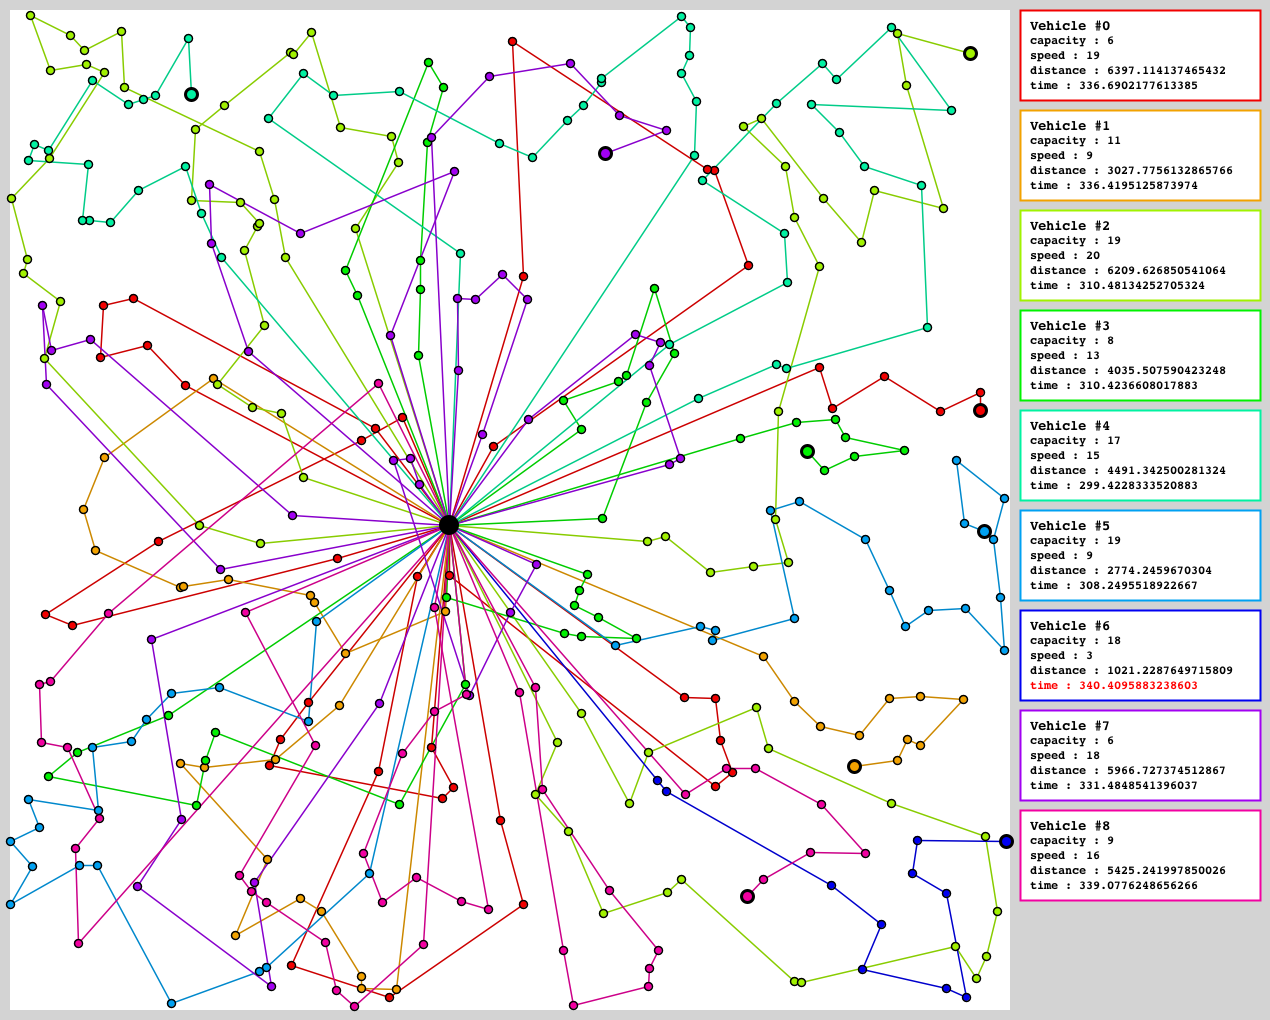 Vehicle #0
capacity : 6
speed : 19
distance : 6397.114137465432
time : 336.6902177613385
Vehicle #1
capacity : 11
speed : 9
distance : 3027.7756132865766
time : 336.4195125873974
Vehicle #2
capacity : 19
speed : 20
distance : 6209.626850541064
time : 310.48134252705324
Vehicle #3
capacity : 8
speed : 13
distance : 4035.507590423248
time : 310.4236608017883
Vehicle #4
capacity : 17
speed : 15
distance : 4491.342500281324
time : 299.4228333520883
Vehicle #5
capacity : 19
speed : 9
distance : 2774.2459670304
time : 308.2495518922667
Vehicle #6
capacity : 18
speed : 3
distance : 1021.2287649715809
time : 340.4095883238603
Vehicle #7
capacity : 6
speed : 18
distance : 5966.727374512867
time : 331.4848541396037
Vehicle #8
capacity : 9
speed : 16
distance : 5425.241997850026
time : 339.0776248656266